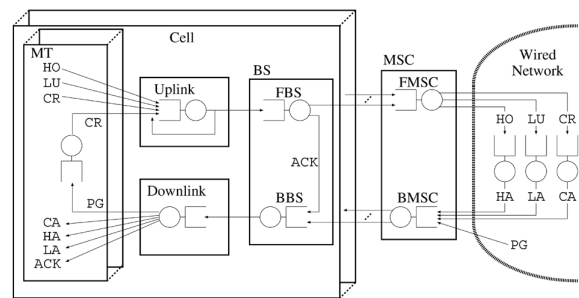 Cell
MT
HO
LU
CR
CR
PG
CA
HA
LA
ACK
Uplink
Downlink
BS
FBS
ACK
BBS
MSC
FMSC
BMSC
Wired
Network
HO LU CR
HA LA CA
PG